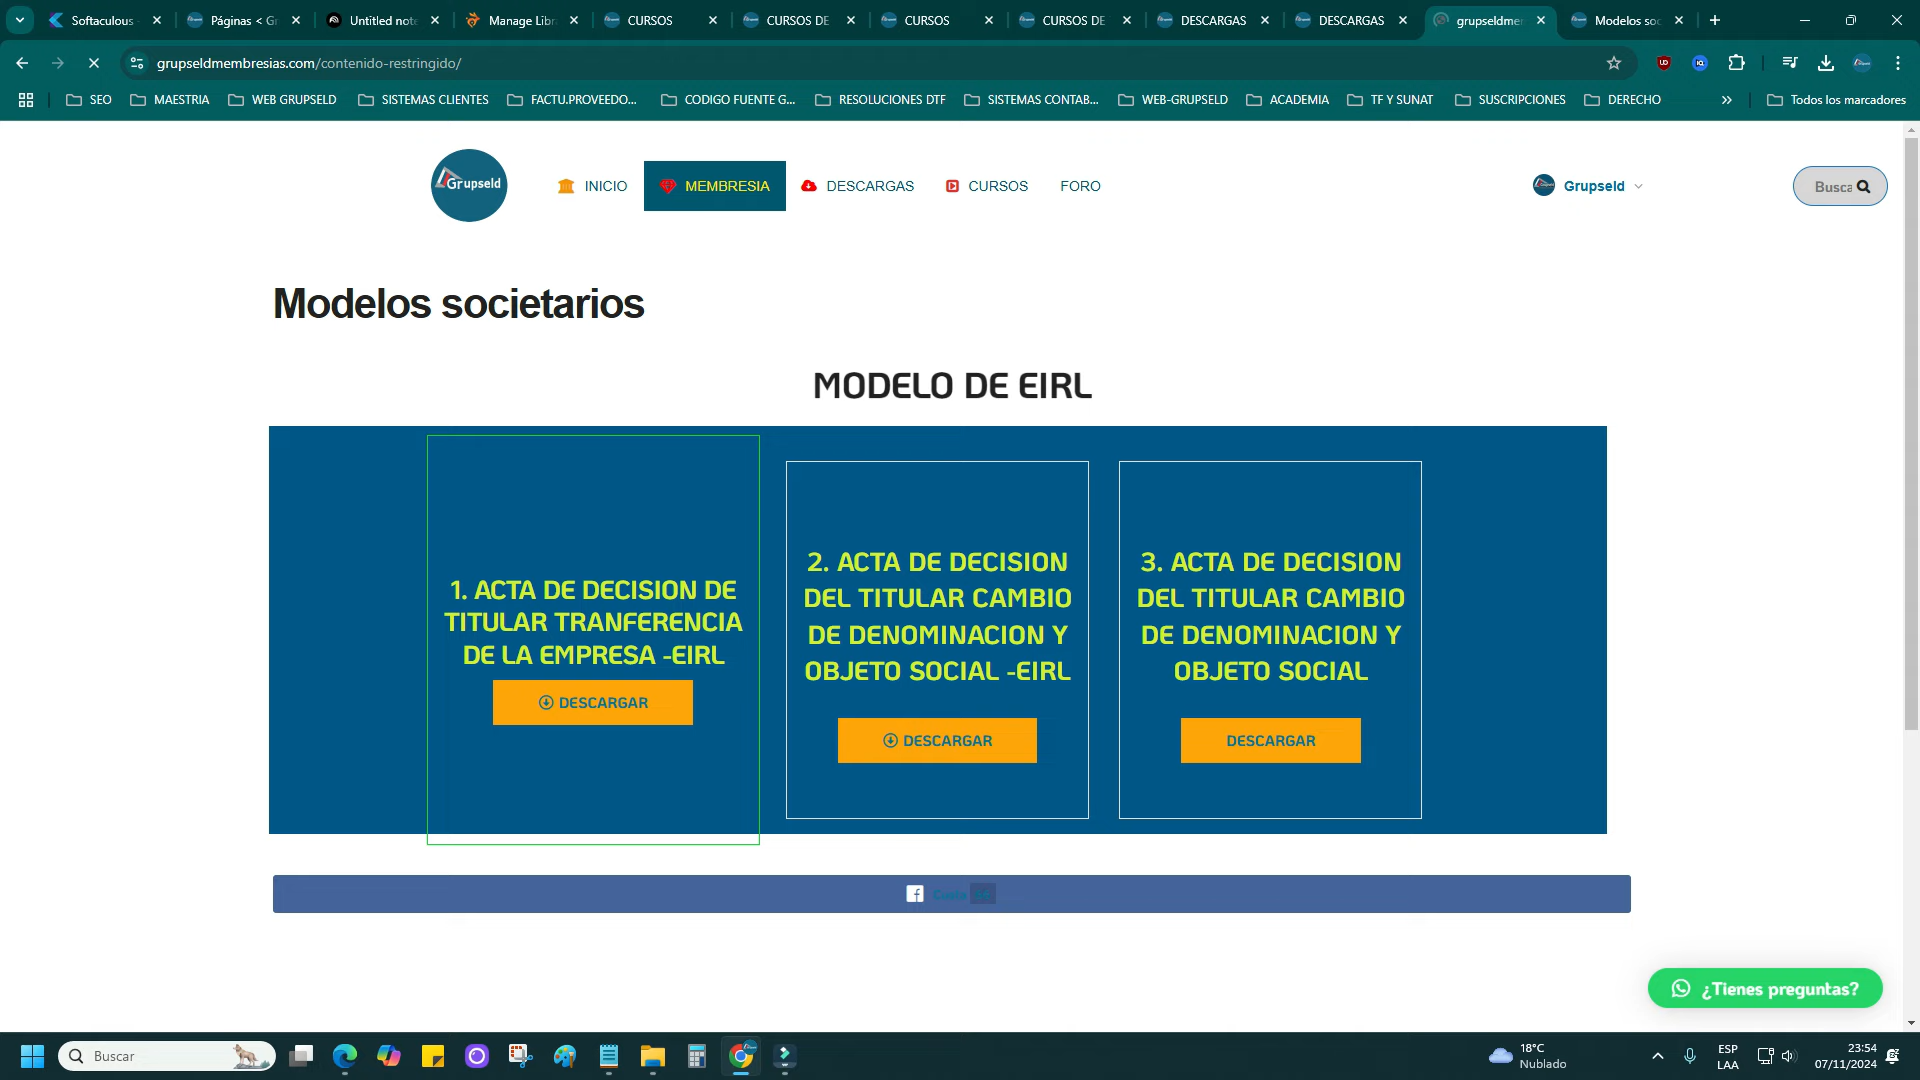 Softaculous -
Páginas < Gr
Untitled note
Manage Libra
CURSOS
CURSOS DE
CURSOS
CURSOS DE
DESCARGAS
DESCARGAS
grupseldmem
Modelos soc
grupseldmembresias.com/contenido-restringido/
SEO
MAESTRIA
WEB GRUPSELD
SISTEMAS CLIENTES
FACTU.PROVEEDO...
CODIGO FUENTE G...
RESOLUCIONES DTF
SISTEMAS CONTAB...
WEB-GRUPSELD
ACADEMIA
TF Y SUNAT
SUSCRIPCIONES
DERECHO
»
Todos los marcadores
Grupseld
INICIO
MEMBRESIA
DESCARGAS
CURSOS
FORO
Grupseld
Busca
Modelos societarios
MODELO DE EIRL
1. ACTA DE DECISION DE
TITULAR TRANFERENCIA
DE LA EMPRESA -EIRL
DESCARGAR
2. ACTA DE DECISION
DEL TITULAR CAMBIO
DE DENOMINACION Y
OBJETO SOCIAL -EIRL
DESCARGAR
3. ACTA DE DECISION
DEL TITULAR CAMBIO
DE DENOMINACION Y
OBJETO SOCIAL
DESCARGAR
¿Tienes preguntas?
Buscar
18°C
Nublado
ESP
LAA
23:54
07/11/2024